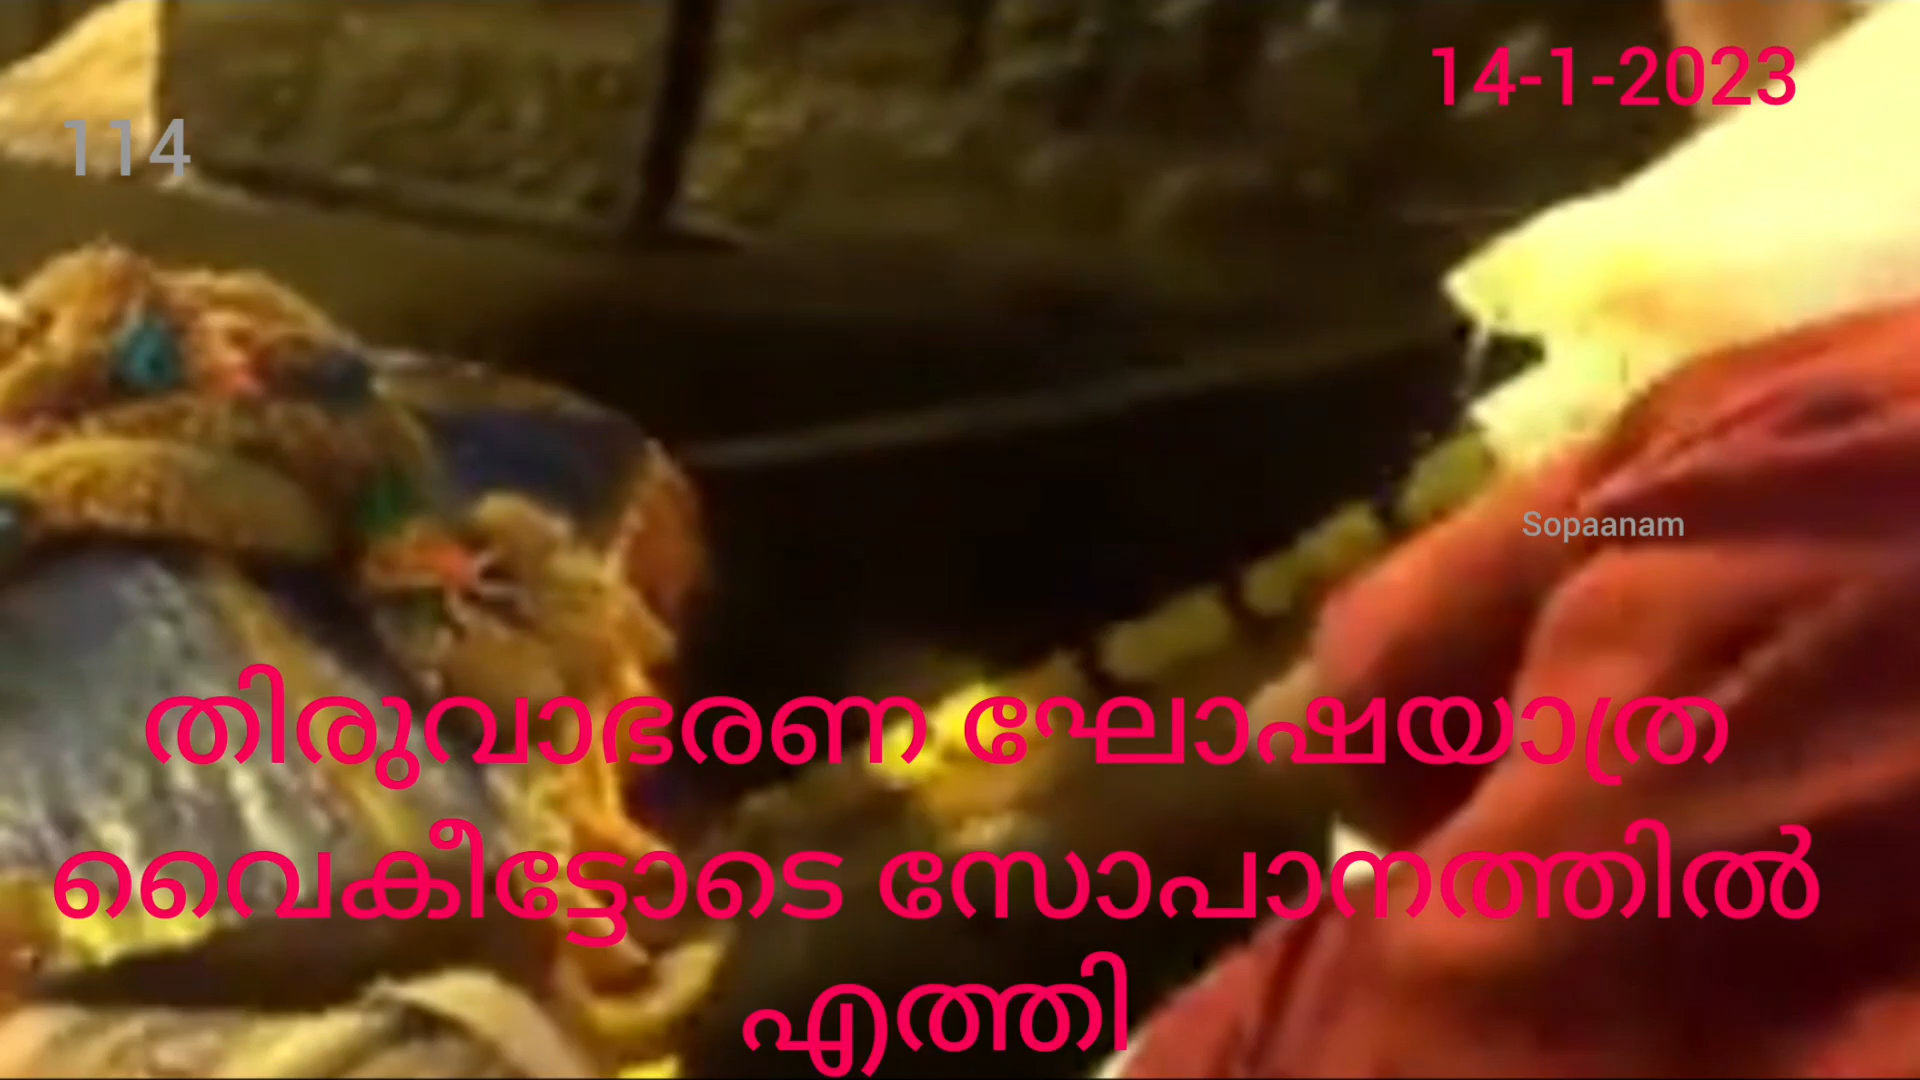 14-1-2023
114
Sopaanam
തിരുവാഭരണ ഘോഷയാത്ര
വൈകീട്ടോടെ സോപാനത്തിൽ
എത്തി